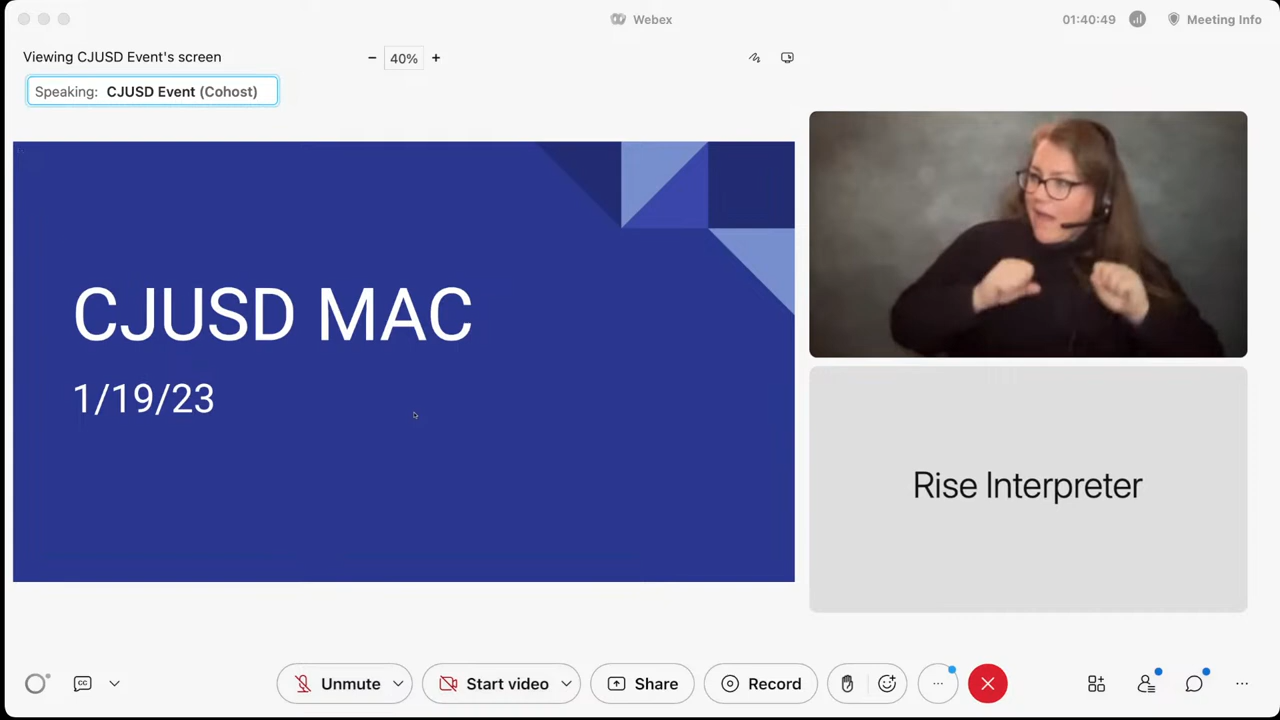 Webex
01:40:49
Meeting Info
Viewing CJUSD Event's screen
40%
Speaking: CJUSD Event (Cohost)
CJUSD MAC
1/19/23
Rise Interpreter
CC
Unmute
Start video
Share
Record